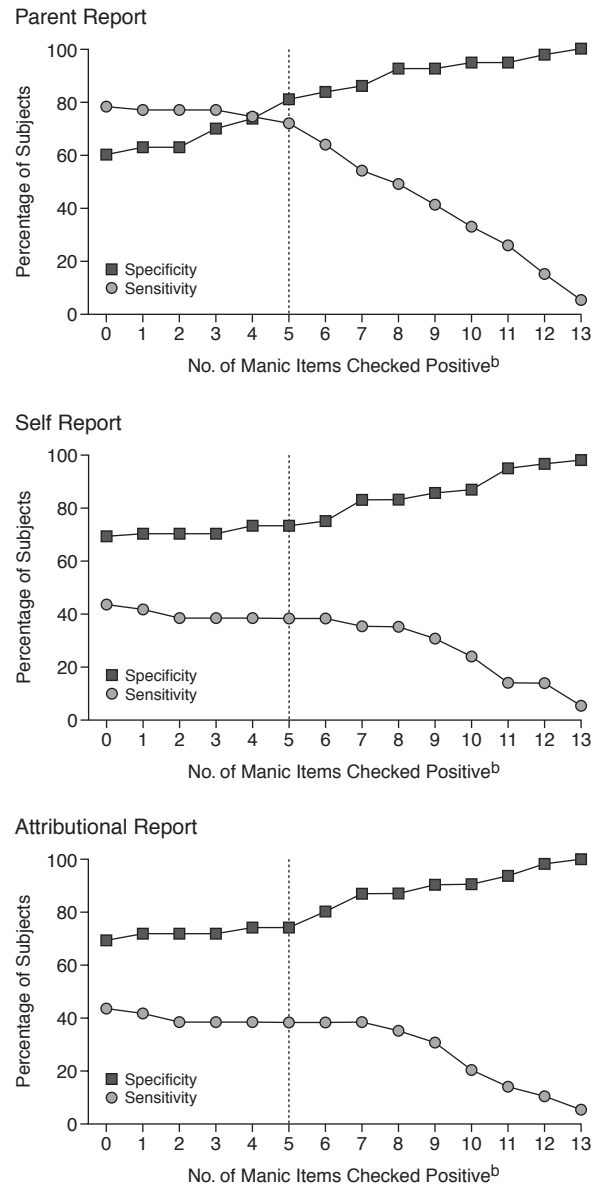 Parent Report
100
80
60
40
20
0
Percentage of Subjects
Specificity
Sensitivity
0 1 2 3 4 5 6 7 8 9 10 11 12 13
No. of Manic Items Checked Positiveb
Self Report
100
80
60
40
20
0
Percentage of Subjects
Specificity
Sensitivity
0 1 2 3 4 5 6 7 8 9 10 11 12 13
No. of Manic Items Checked Positiveb
Attributional Report
100
80
60
40
20
0
Percentage of Subjects
Specificity
Sensitivity
0 1 2 3 4 5 6 7 8 9 10 11 12 13
No. of Manic Items Checked Positiveb